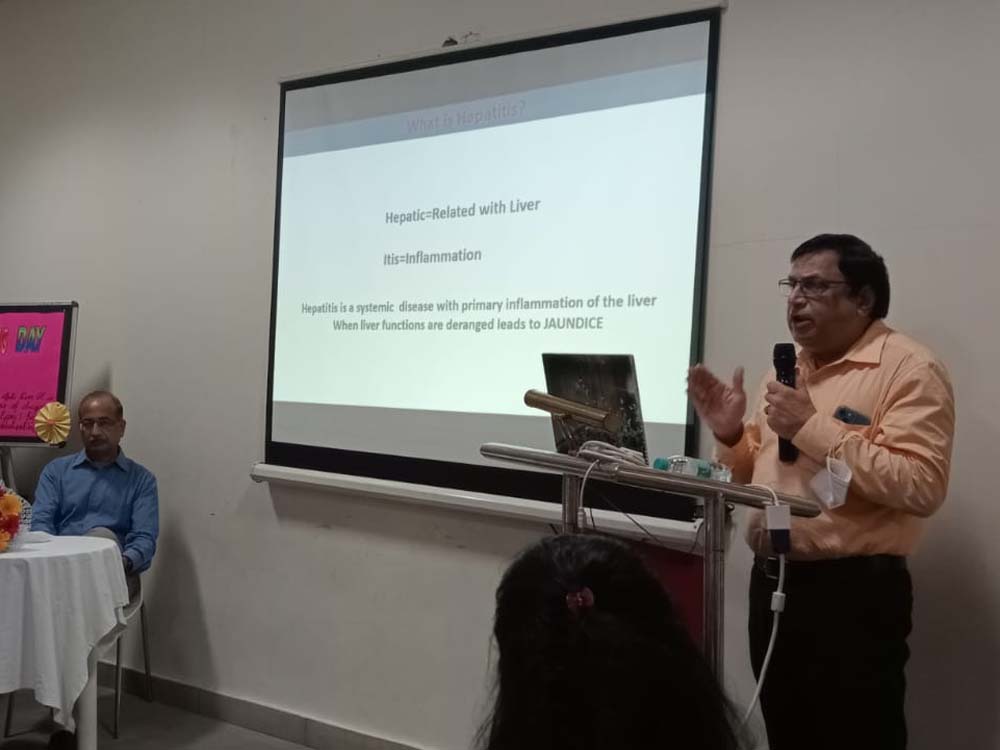 What is Hepatitis?
Hepatic=Related with Liver
Itis=Inflammation
Hepatitis is a systemic disease with primary inflammation of the liver
When liver functions are deranged leads to JAUNDICE
DAY